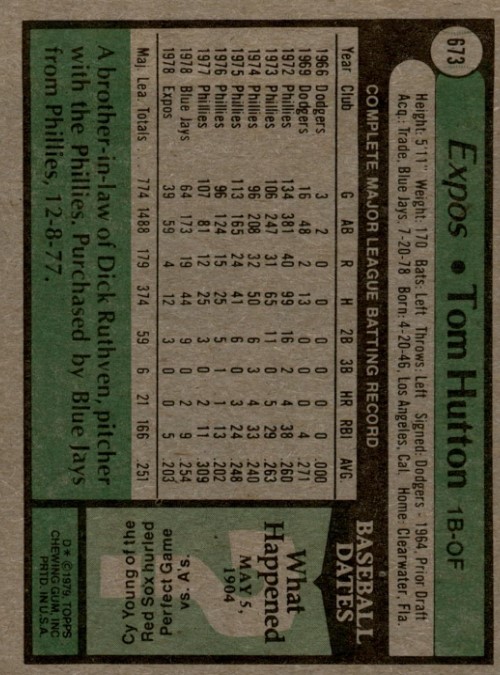 673
Expos • Tom Hutton 1B-OF
Height: 5'11" Weight: 170 Bats: Left Throws: Left Signed: Dodgers - 1964, Prior Draft
Acq.: Trade, Blue Jays, 7-20-78 Born: 4-20-46, Los Angeles, Cal. Home: Clearwater, Fla.
COMPLETE MAJOR LEAGUE BATTING RECORD
Year Club G AB R H 2B 3B HR RBI AVG
1966 Dodgers 3 2 0 0 0 0 0 0 .000
1969 Dodgers 16 48 2 13 0 0 0 4 .271
1972 Phillies 134 381 40 99 16 2 4 38 .260
1973 Phillies 106 247 31 65 11 0 5 29 .263
1974 Phillies 96 208 32 50 6 3 4 33 .240
1975 Phillies 113 165 24 41 6 0 3 24 .248
1976 Phillies 96 124 15 25 5 1 1 13 .202
1977 Phillies 107 81 12 25 3 0 2 11 .309
1978 Blue Jays 64 173 19 44 9 0 2 9 .254
1978 Expos 39 59 4 12 3 0 0 5 .203
Maj. Lea. Totals 774 1488 179 374 59 6 21 166 .251
A brother-in-law of Dick Ruthven, pitcher
with the Phillies. Purchased by Blue Jays
from Phillies, 12-8-77.
BASEBALL
DATES
What
Happened
MAY 5,
1904
Cy Young of the
Red Sox hurled
Perfect Game
vs. A's.
D* © 1979, TOPPS
CHEWING GUM, INC
PRTD. IN U.S.A.